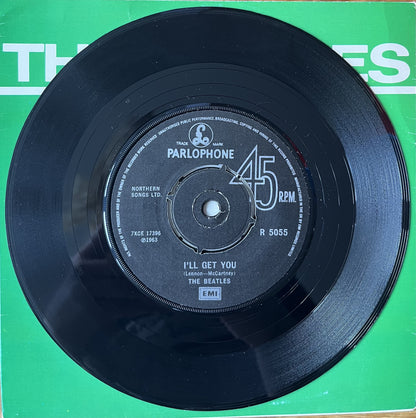 TH ES
TRADE MARK
PARLOPHONE
45 R.P.M.
NORTHERN
SONGS LTD.
7XCE 17396
℗1963
R 5055
I'LL GET YOU
(Lennon—McCartney)
THE BEATLES
EMI